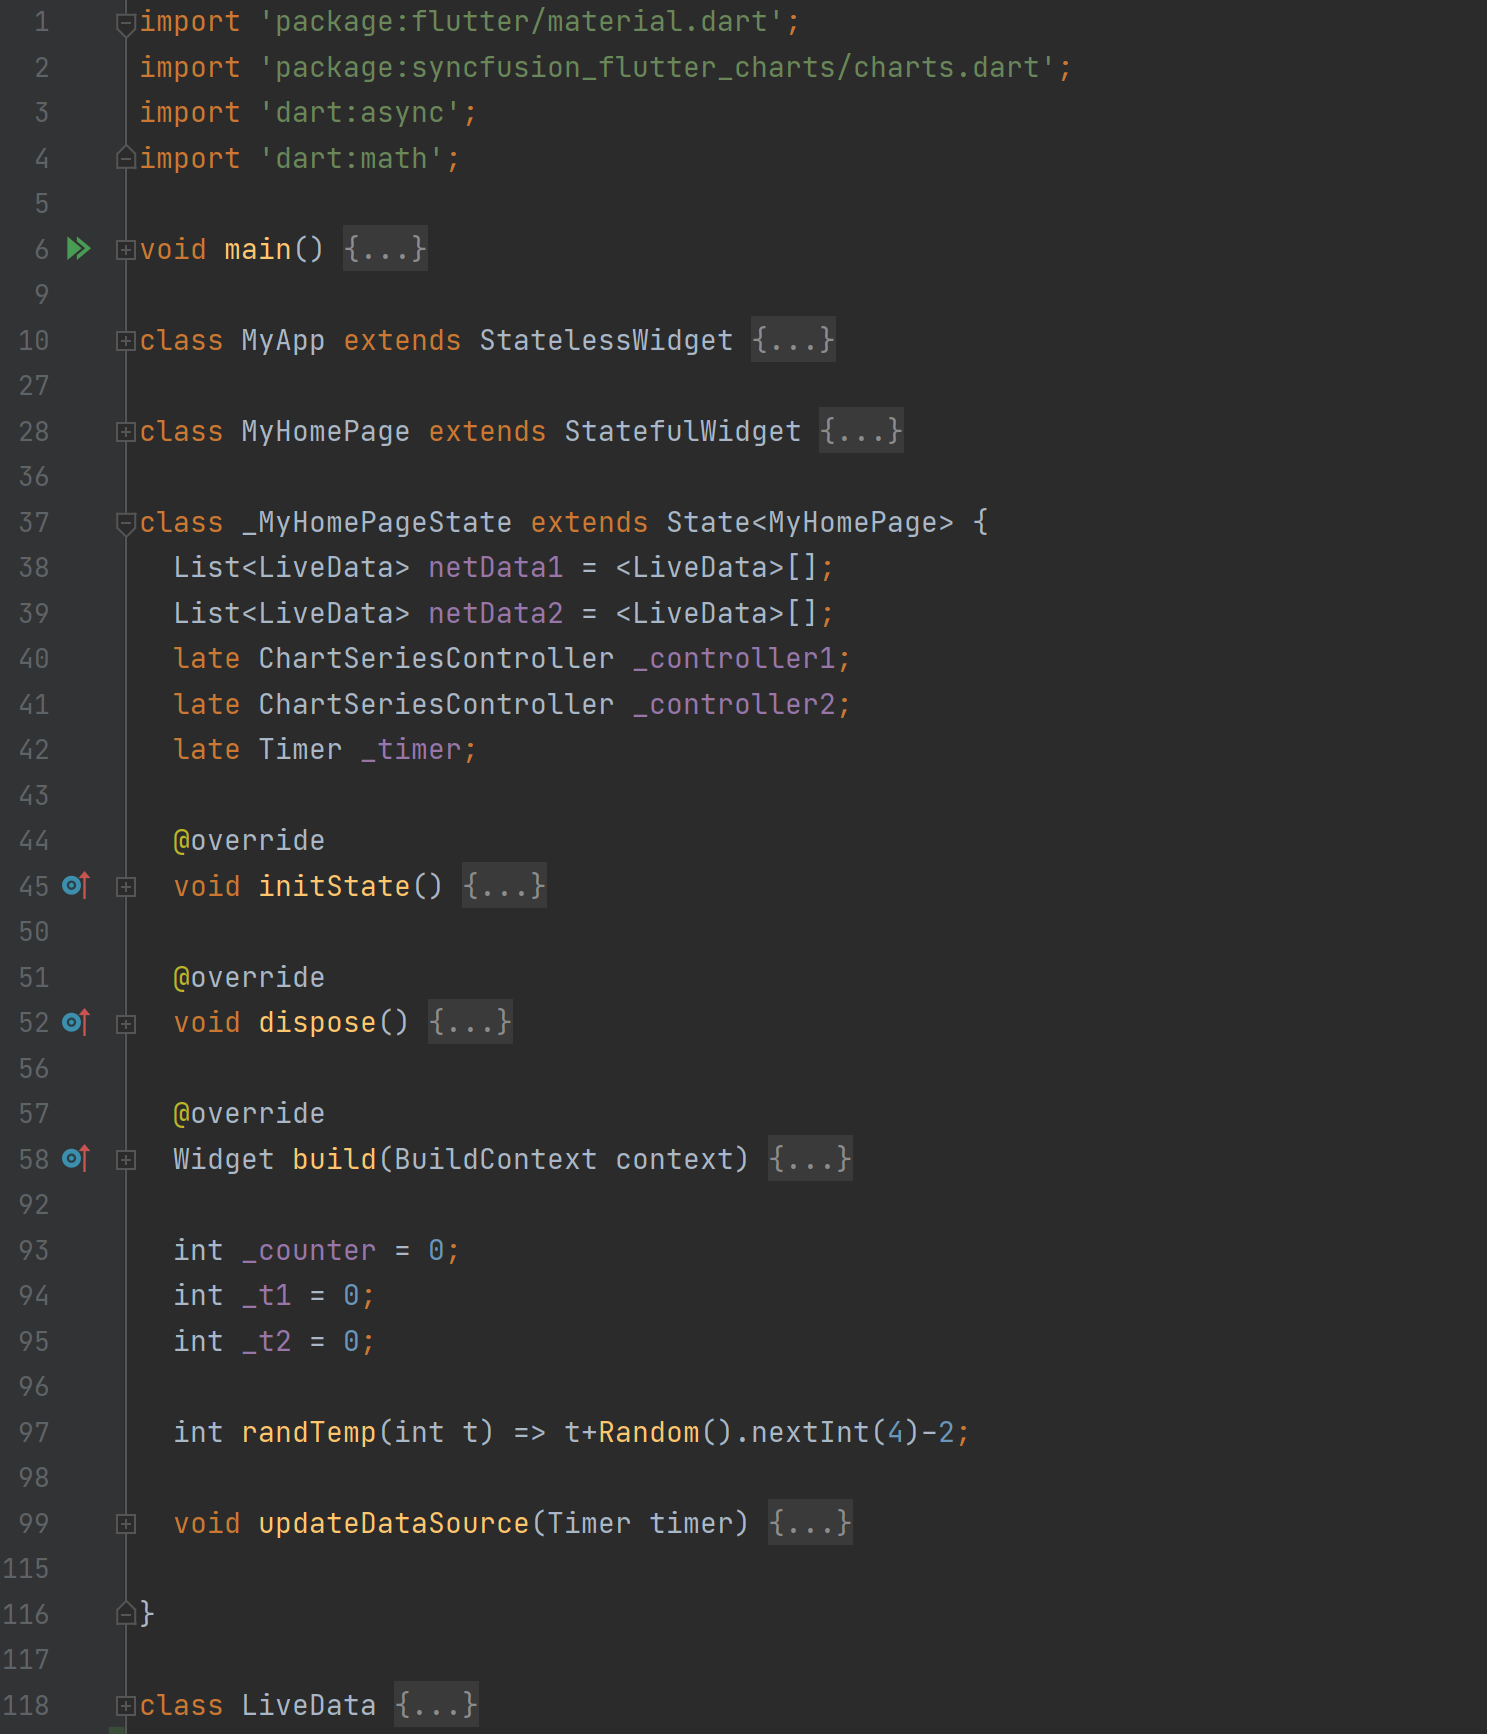 1 import 'package:flutter/material.dart';
2 import 'package:syncfusion_flutter_charts/charts.dart';
3 import 'dart:async';
4 import 'dart:math';
5
6 void main() {...}
9
10 class MyApp extends StatelessWidget {...}
27
28 class MyHomePage extends StatefulWidget {...}
36
37 class _MyHomePageState extends State<MyHomePage> {
38 List<LiveData> netData1 = <LiveData>[];
39 List<LiveData> netData2 = <LiveData>[];
40 late ChartSeriesController _controller1;
41 late ChartSeriesController _controller2;
42 late Timer _timer;
43
44 @override
45 void initState() {...}
50
51 @override
52 void dispose() {...}
56
57 @override
58 Widget build(BuildContext context) {...}
92
93 int _counter = 0;
94 int _t1 = 0;
95 int _t2 = 0;
96
97 int randTemp(int t) => t+Random().nextInt(4)-2;
98
99 void updateDataSource(Timer timer) {...}
115
116 }
117
118 class LiveData {...}